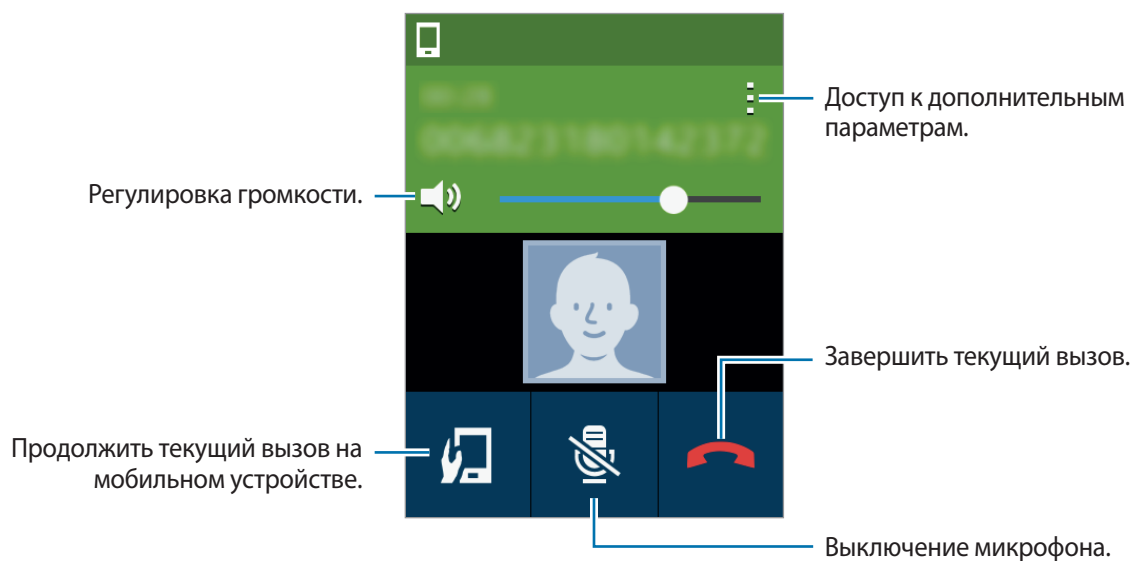 Доступ к дополнительным
параметрам.
Регулировка громкости.
Завершить текущий вызов.
Продолжить текущий вызов на
мобильном устройстве.
Выключение микрофона.